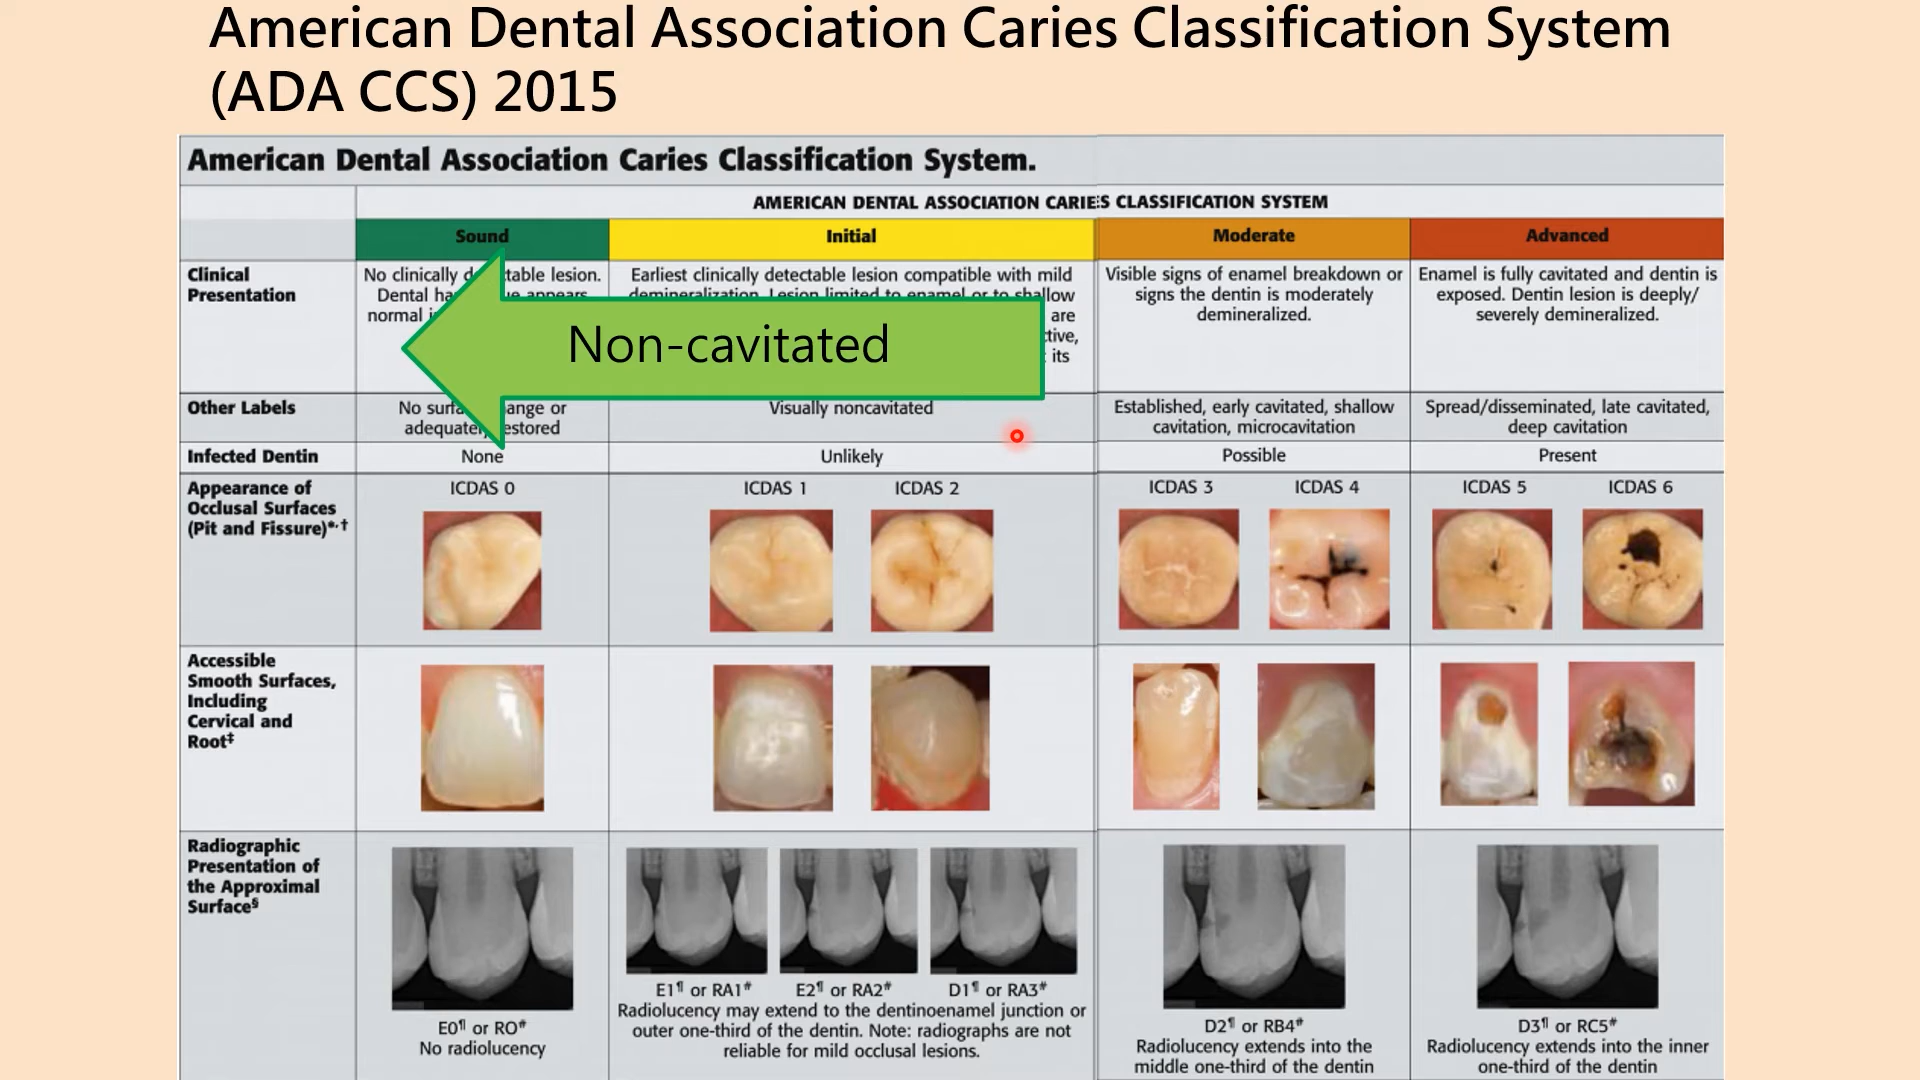 American Dental Association Caries Classification System
(ADA CCS) 2015
American Dental Association Caries Classification System.
AMERICAN DENTAL ASSOCIATION CARIES CLASSIFICATION SYSTEM
Sound
Initial
Moderate
Advanced
Clinical
Presentation
No clinically table lesion.
Dental appears
normal
Earliest clinically detectable lesion compatible with mild
demineralization. Lesion limited to enamel or to shallow
are
its
Non-cavitated
Visible signs of enamel breakdown or
signs the dentin is moderately
demineralized.
Enamel is fully cavitated and dentin is
exposed. Dentin lesion is deeply/
severely demineralized.
Other Labels
No or
restored
Visually noncavitated
Established, early cavitated, shallow
cavitation, microcavitation
Spread/disseminated, late cavitated,
deep cavitation
Infected Dentin
None
Unlikely
Possible
Present
Appearance of
Occlusal Surfaces
(Pit and Fissure)*,†
ICDAS 0
ICDAS 1
ICDAS 2
ICDAS 3
ICDAS 4
ICDAS 5
ICDAS 6
Accessible
Smooth Surfaces,
Including
Cervical and
Root‡
Radiographic
Presentation of
the Approximal
Surface§
E0¶ or R0#
No radiolucency
E1¶ or RA1#
E2¶ or RA2#
D1¶ or RA3#
Radiolucency may extend to the dentinoenamel junction or
outer one-third of the dentin. Note: radiographs are not
reliable for mild occlusal lesions.
D2¶ or RB4#
Radiolucency extends into the
middle one-third of the dentin
D3¶ or RC5#
Radiolucency extends into the inner
one-third of the dentin